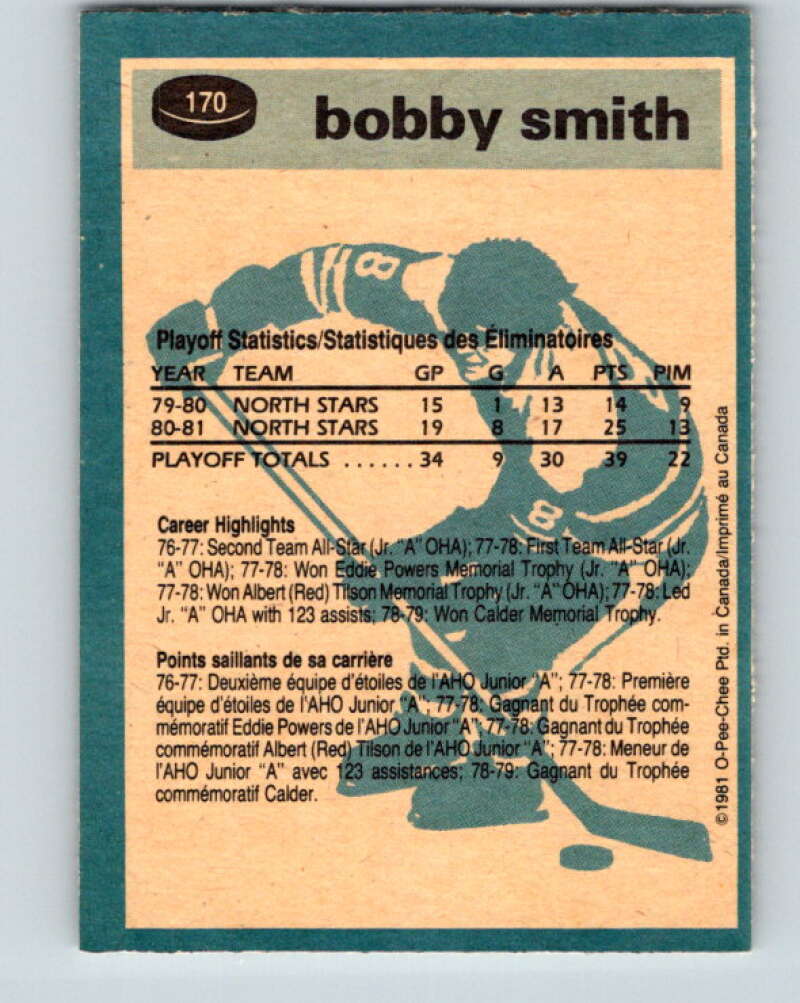 170
bobby smith
8
Playoff Statistics/Statistiques des Éliminatoires
YEAR TEAM GP G A PTS PIM
79-80 NORTH STARS 15 1 13 14 9
80-81 NORTH STARS 19 8 17 25 13
PLAYOFF TOTALS ...... 34 9 30 39 22
8
Career Highlights
76-77: Second Team All-Star (Jr. "A" OHA); 77-78: First Team All-Star (Jr.
"A" OHA); 77-78: Won Eddie Powers Memorial Trophy (Jr. "A" OHA);
77-78: Won Albert (Red) Tilson Memorial Trophy (Jr. "A" OHA); 77-78: Led
Jr. "A" OHA with 123 assists; 78-79: Won Calder Memorial Trophy.
Points saillants de sa carrière
76-77: Deuxième équipe d'étoiles de l'AHO Junior "A"; 77-78: Première
équipe d'étoiles de l'AHO Junior "A"; 77-78: Gagnant du Trophée com-
mémoratif Eddie Powers de l'AHO Junior "A"; 77-78: Gagnant du Trophée
commémoratif Albert (Red) Tilson de l'AHO Junior "A"; 77-78: Meneur de
l'AHO Junior "A" avec 123 assistances; 78-79: Gagnant du Trophée
commémoratif Calder.
©1981 O-Pee-Chee Ptd. in Canada/Imprimé au Canada